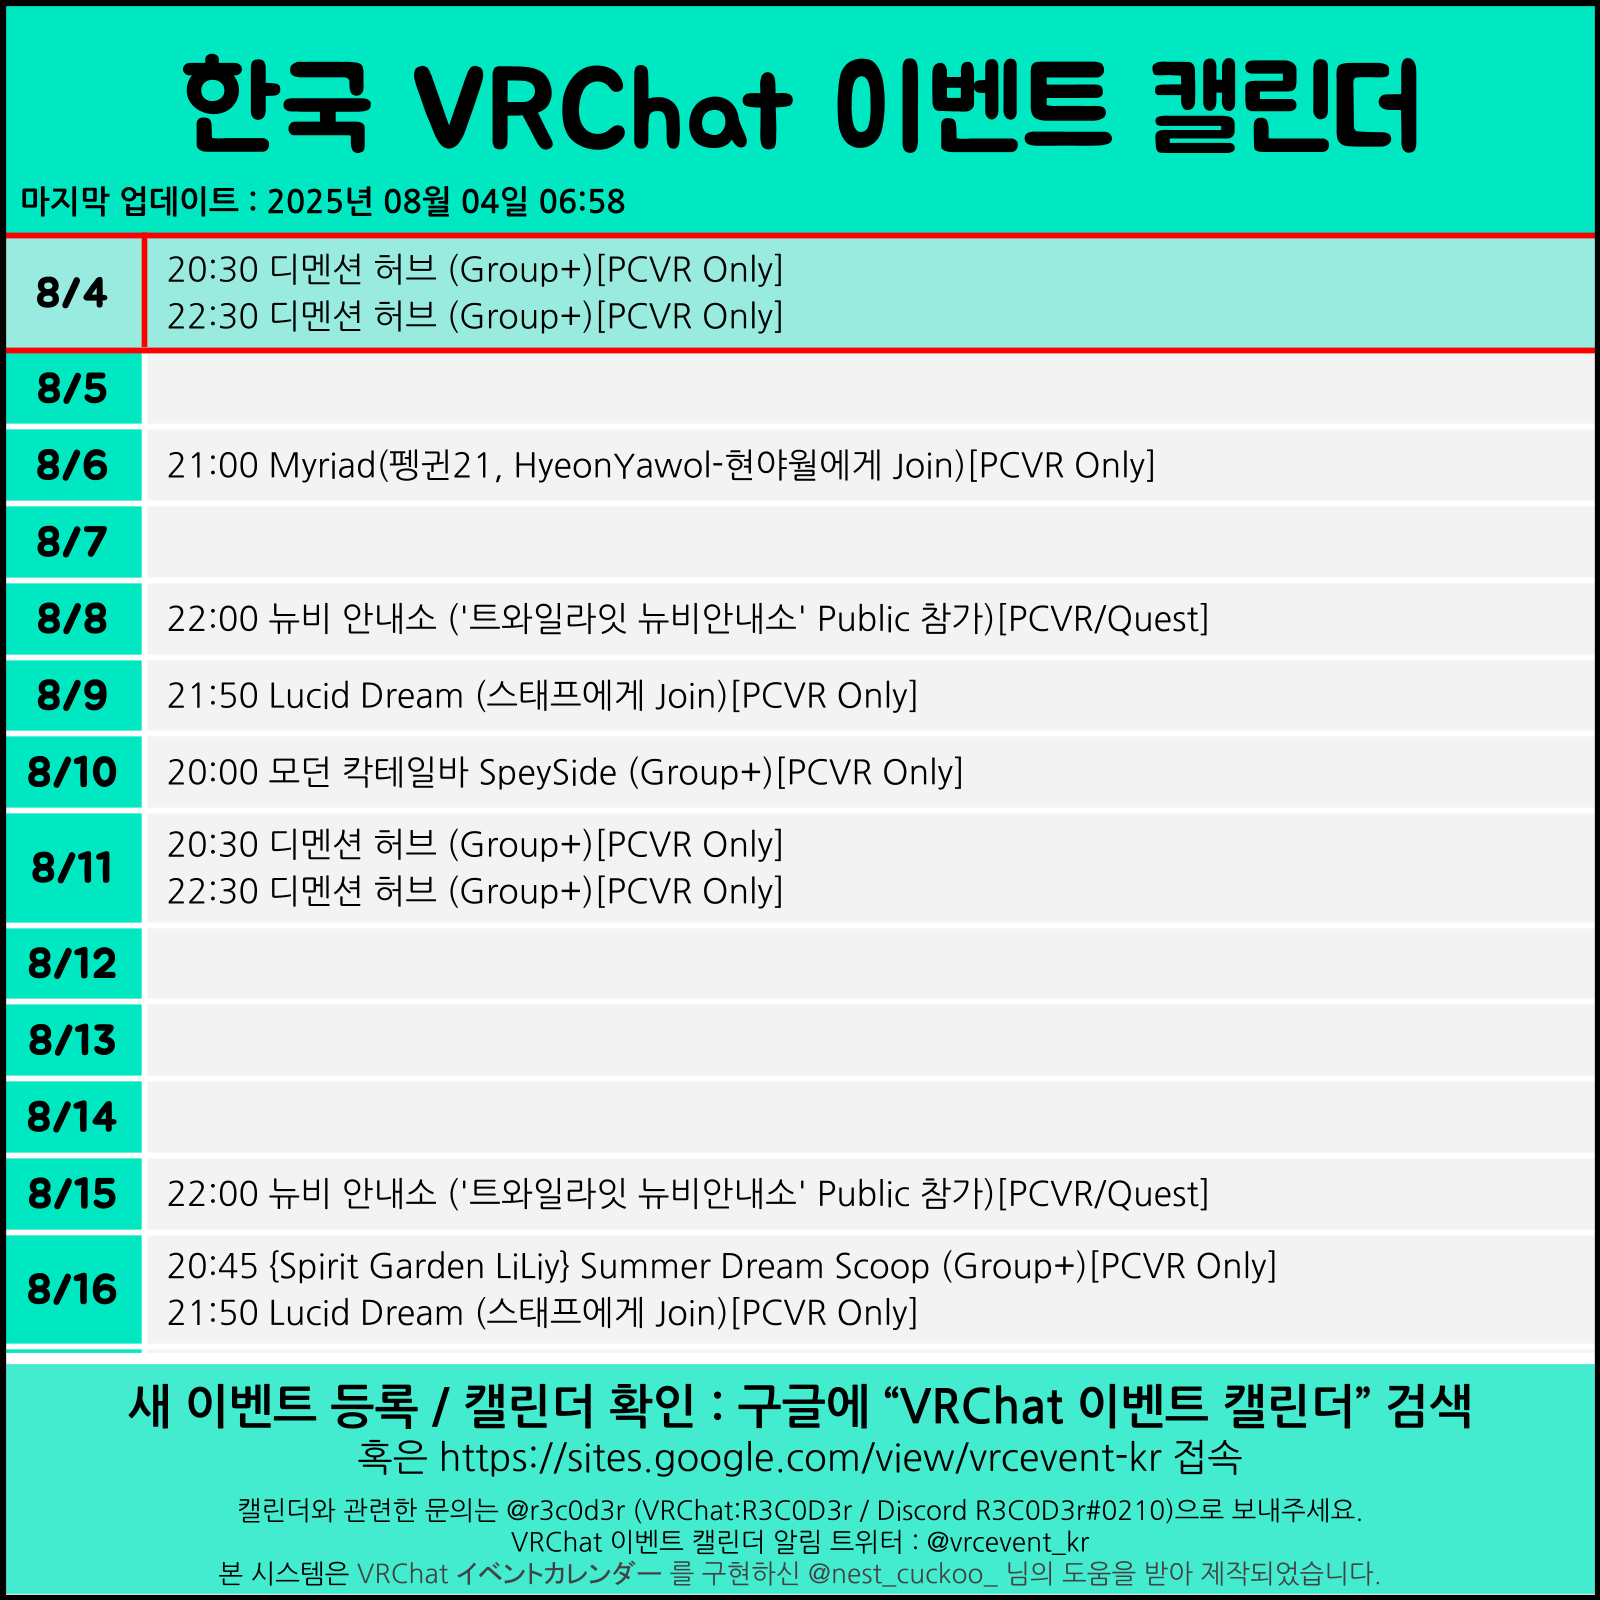 한국 VRChat 이벤트 캘린더
마지막 업데이트 : 2025년 08월 04일 06:58
8/4
20:30 디멘션 허브 (Group+)[PCVR Only]
22:30 디멘션 허브 (Group+)[PCVR Only]
8/5
8/6
21:00 Myriad(펭귄21, HyeonYawol-현야월에게 Join)[PCVR Only]
8/7
8/8
22:00 뉴비 안내소 ('트와일라잇 뉴비안내소' Public 참가)[PCVR/Quest]
8/9
21:50 Lucid Dream (스태프에게 Join)[PCVR Only]
8/10
20:00 모던 칵테일바 SpeySide (Group+)[PCVR Only]
8/11
20:30 디멘션 허브 (Group+)[PCVR Only]
22:30 디멘션 허브 (Group+)[PCVR Only]
8/12
8/13
8/14
8/15
22:00 뉴비 안내소 ('트와일라잇 뉴비안내소' Public 참가)[PCVR/Quest]
8/16
20:45 {Spirit Garden LiLiy} Summer Dream Scoop (Group+)[PCVR Only]
21:50 Lucid Dream (스태프에게 Join)[PCVR Only]
새 이벤트 등록 / 캘린더 확인 : 구글에 “VRChat 이벤트 캘린더” 검색
혹은 https://sites.google.com/view/vrcevent-kr 접속
캘린더와 관련한 문의는 @r3c0d3r (VRChat:R3C0D3r / Discord R3C0D3r#0210)으로 보내주세요.
VRChat 이벤트 캘린더 알림 트위터 : @vrcevent_kr
본 시스템은 VRChat イベントカレンダー 를 구현하신 @nest_cuckoo_ 님의 도움을 받아 제작되었습니다.